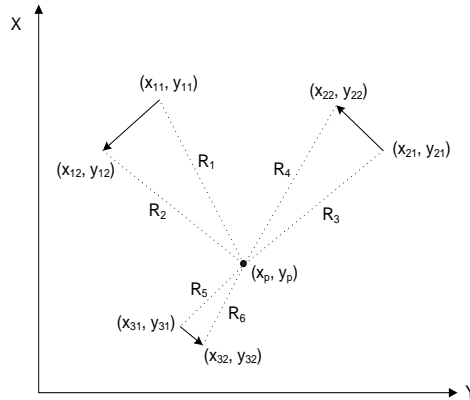 X
(x₁₁, y₁₁)
(x₂₂, y₂₂)
(x₁₂, y₁₂)
R₁
R₄
(x₂₁, y₂₁)
R₂
R₃
(xₚ, yₚ)
R₅
R₆
(x₃₁, y₃₁)
(x₃₂, y₃₂)
Y